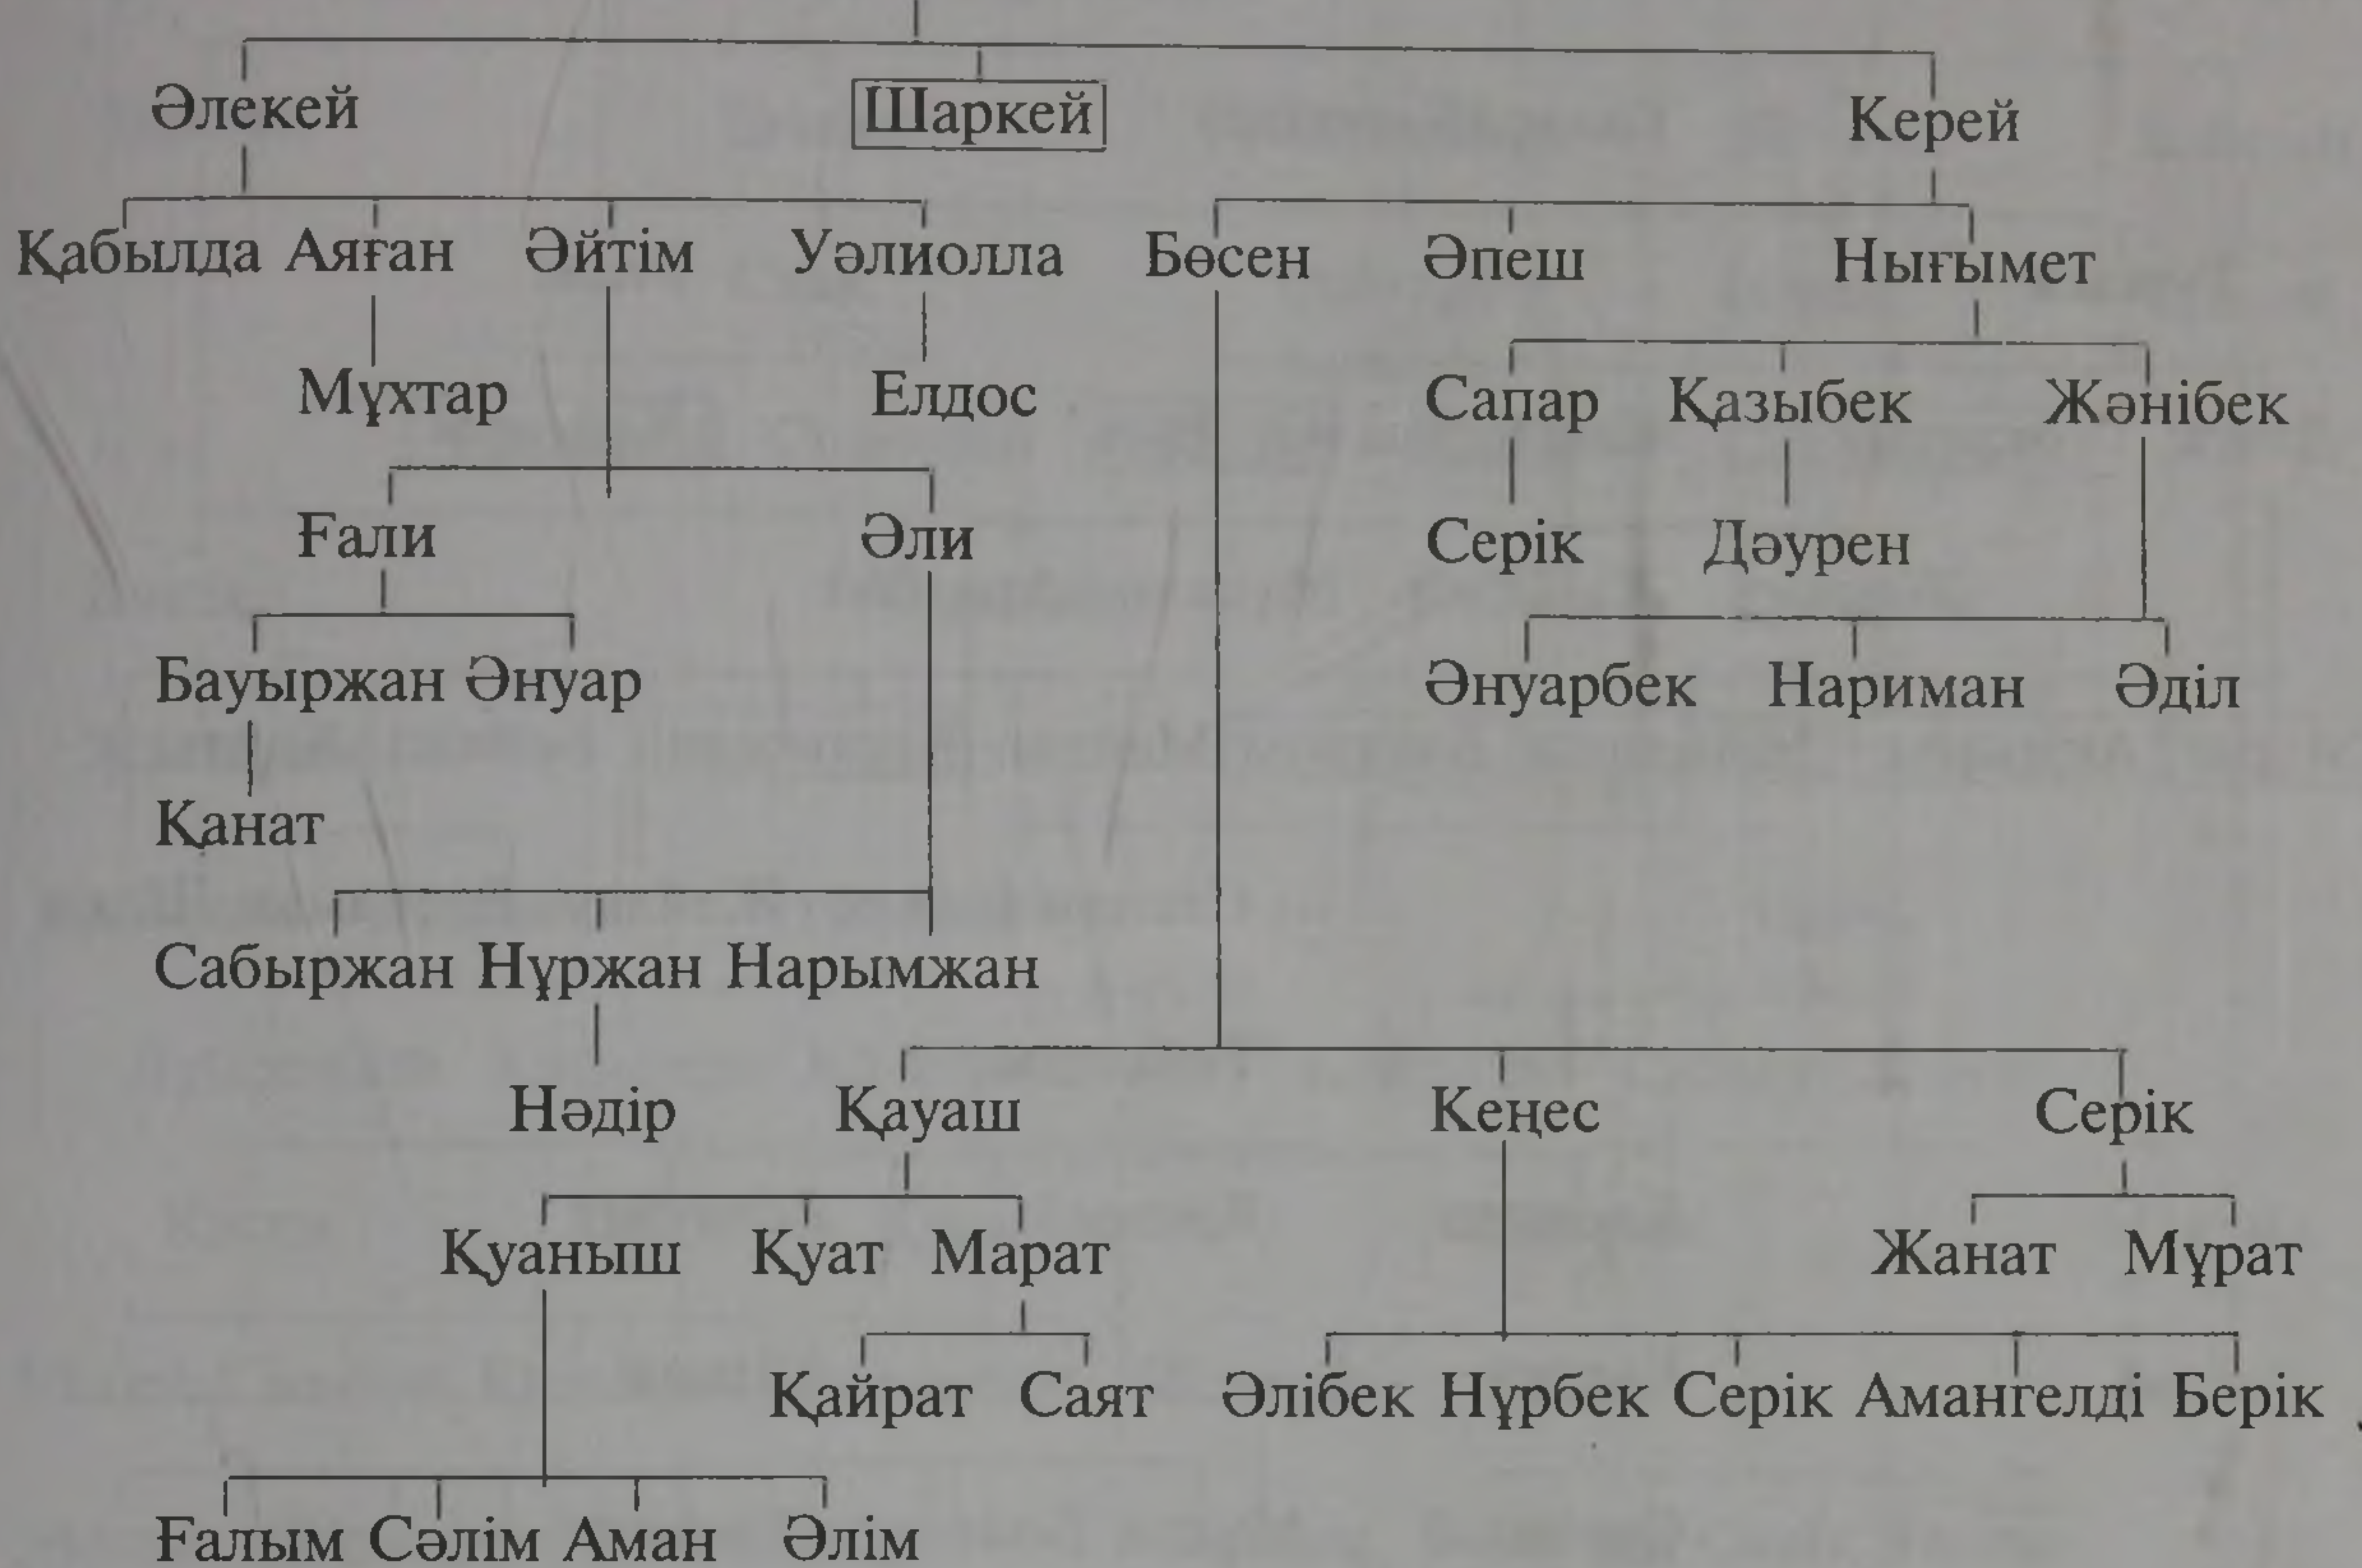 Әлекей Шаркей Керей
Қабылда Аяған Әйтім Уәлиолла Бөсен Әпеш Нығымет
Мұхтар Елдос Сапар Қазыбек Жәнібек
Ғали Әли Серік Дәурен
Бауыржан Әнуар Әнуарбек Нариман Әділ
Қанат
Сабыржан Нұржан Нарымжан
Нәдір Қауаш Кеңес Серік
Қуаныш Қуат Марат Жанат Мұрат
Қайрат Саят Әлібек Нұрбек Серік Амангелді Берік
Ғалым Сәлім Аман Әлім